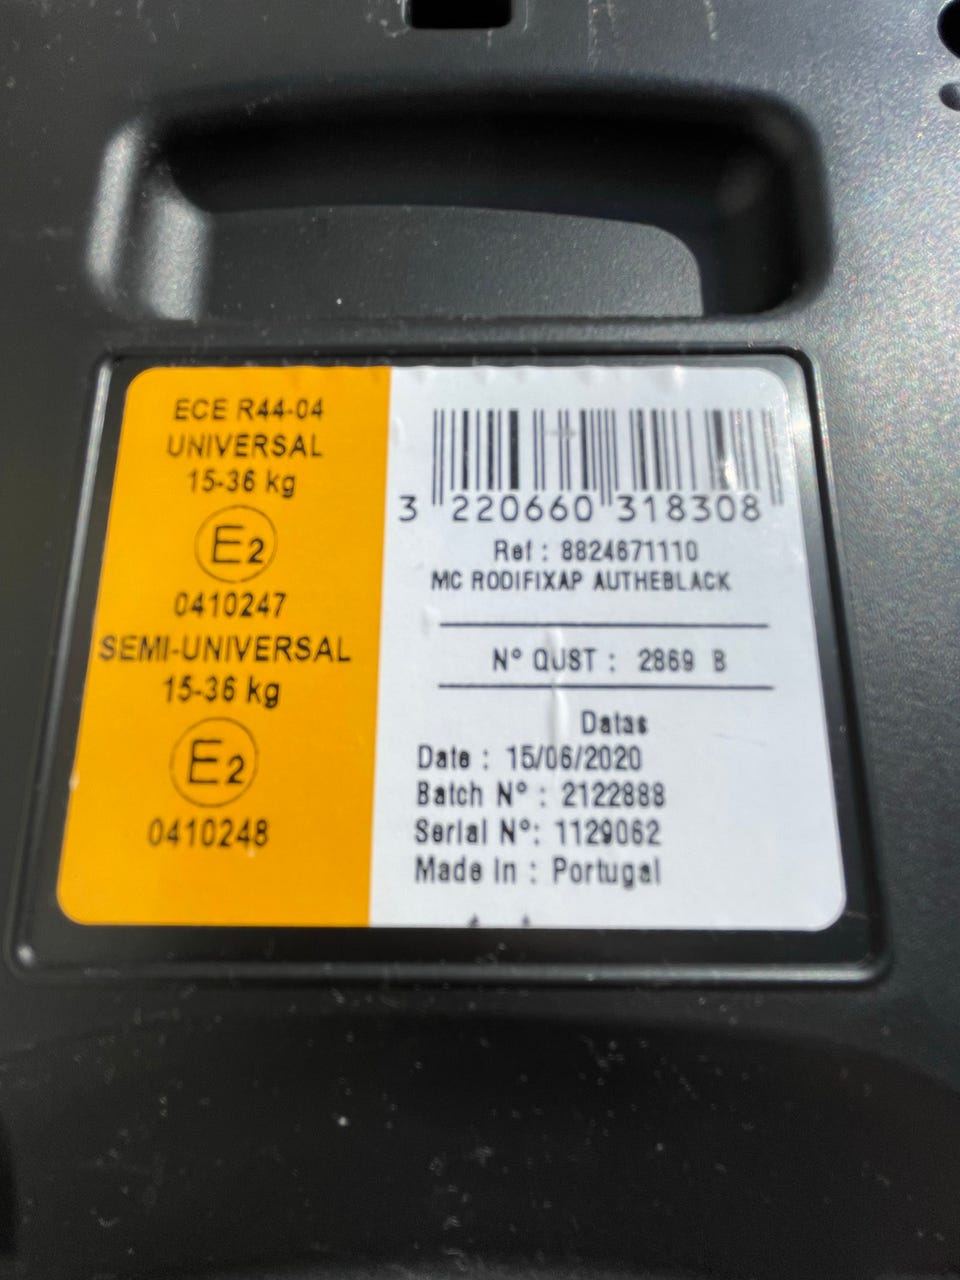 ECE R44-04
UNIVERSAL
15-36 kg
E2
0410247
SEMI-UNIVERSAL
15-36 kg
E2
0410248
3 220660 318308
Ref : 8824671110
MC RODIFIXAP AUTHEBLACK
N° QUST : 2869 B
Datas
Date : 15/06/2020
Batch N° : 2122888
Serial N°: 1129062
Made In : Portugal